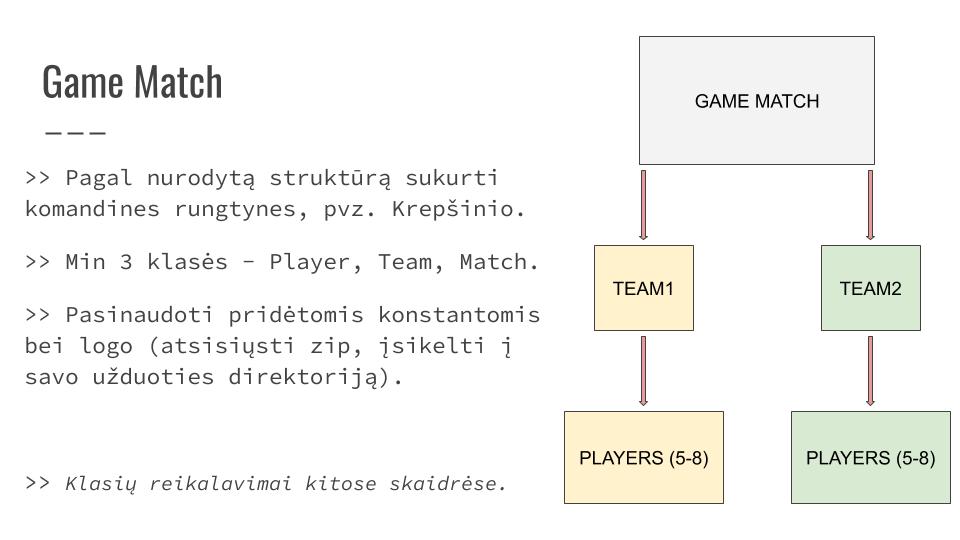 Game Match
>> Pagal nurodytą struktūrą sukurti
komandines rungtynes, pvz. Krepšinio.
>> Min 3 klasės - Player, Team, Match.
>> Pasinaudoti pridėtomis konstantomis
bei logo (atsisiųsti zip, įsikelti į
savo užduoties direktoriją).
>> Klasių reikalavimai kitose skaidrėse.
GAME MATCH
TEAM1
TEAM2
PLAYERS (5-8)
PLAYERS (5-8)